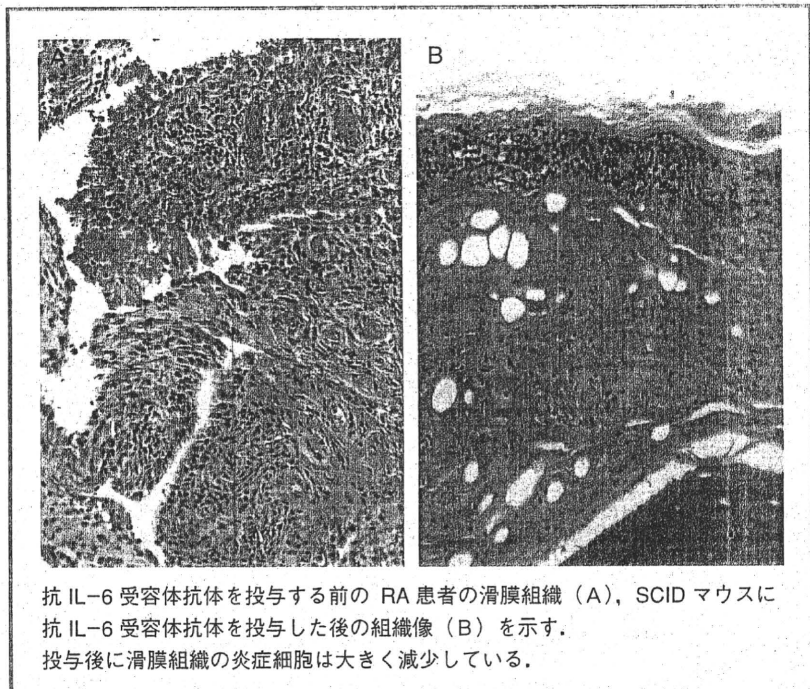 A
B
抗 IL-6 受容体抗体を投与する前の RA 患者の滑膜組織（A），SCID マウスに
抗 IL-6 受容体抗体を投与した後の組織像（B）を示す．
投与後に滑膜組織の炎症細胞は大きく減少している．